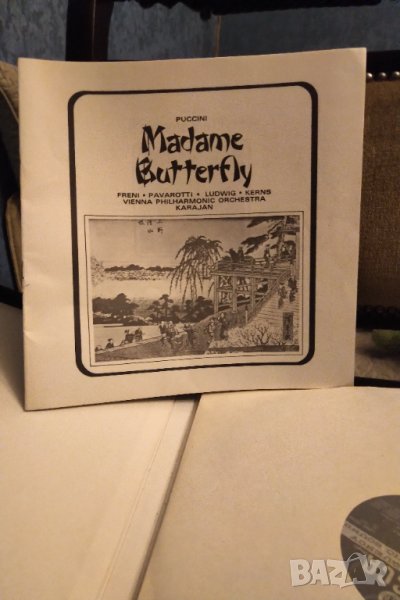 PUCCINI
Madame
Butterfly
FRENI • PAVAROTTI • LUDWIG • KERNS
VIENNA PHILHARMONIC ORCHESTRA
KARAJAN
BAZAR